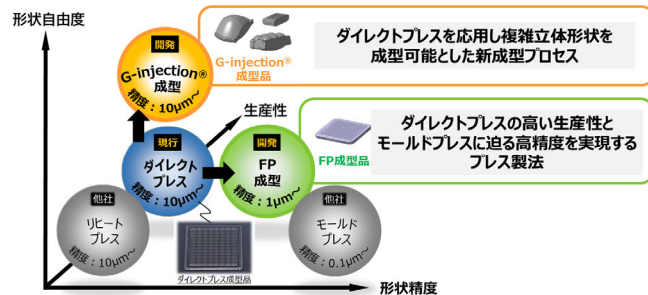 形状自由度
開発
G-injection®
成型
精度：10μm～
G-injection®
成型品
ダイレクトプレスを応用し複雑立体形状を
成型可能とした新成型プロセス
生産性
現行
ダイレクト
プレス
精度：10μm～
開発
FP
成型
精度：1μm～
FP成型品
ダイレクトプレスの高い生産性と
モールドプレスに迫る高精度を実現する
プレス製法
他社
リヒート
プレス
精度：10μm～
ダイレクトプレス成型品
他社
モールド
プレス
精度：0.1μm～
形状精度